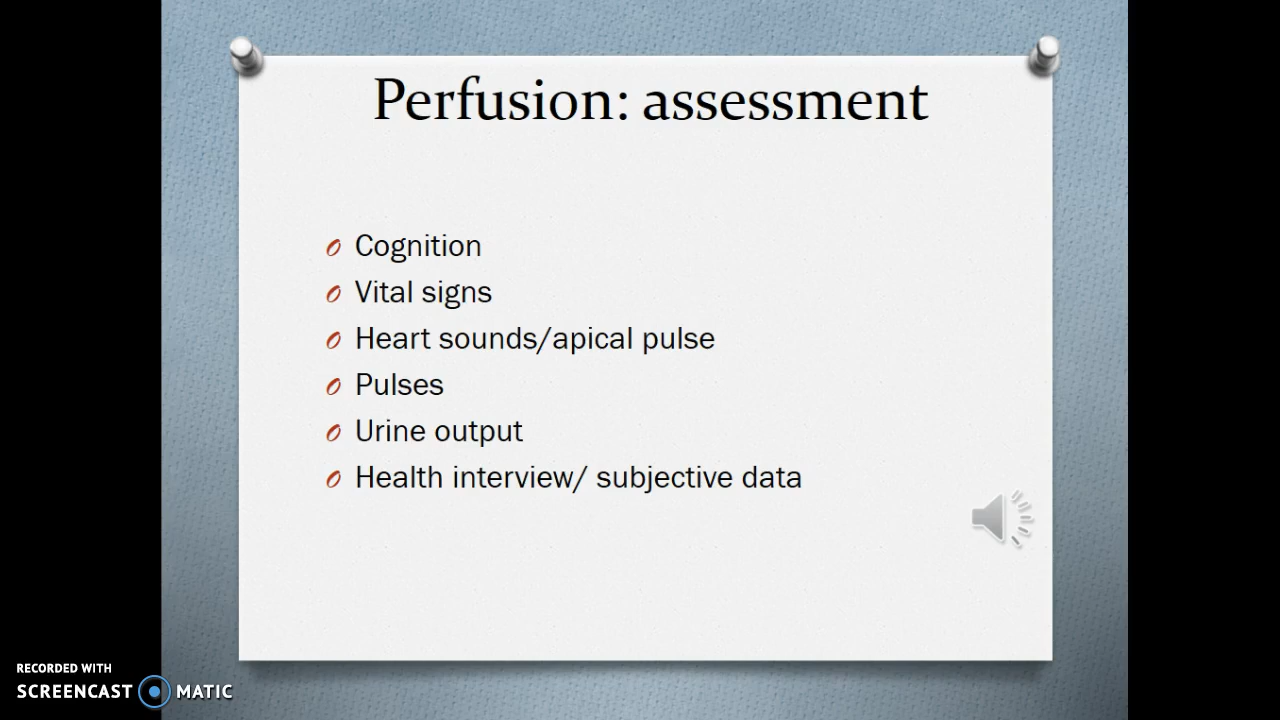 Perfusion: assessment
Cognition
Vital signs
Heart sounds/apical pulse
Pulses
Urine output
Health interview/ subjective data
RECORDED WITH
SCREENCAST MATIC